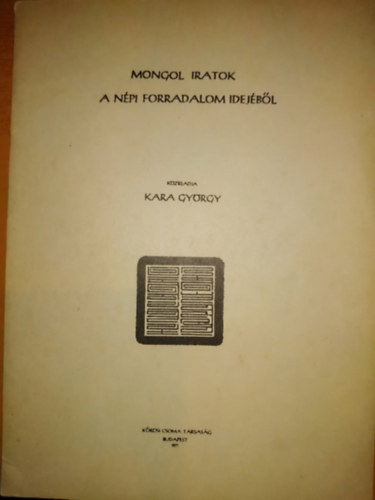 MONGOL IRATOK
A NÉPI FORRADALOM IDEJÉBŐL
KÖZREADJA
KARA GYÖRGY
KŐRÖSI CSOMA TÁRSASÁG
BUDAPEST